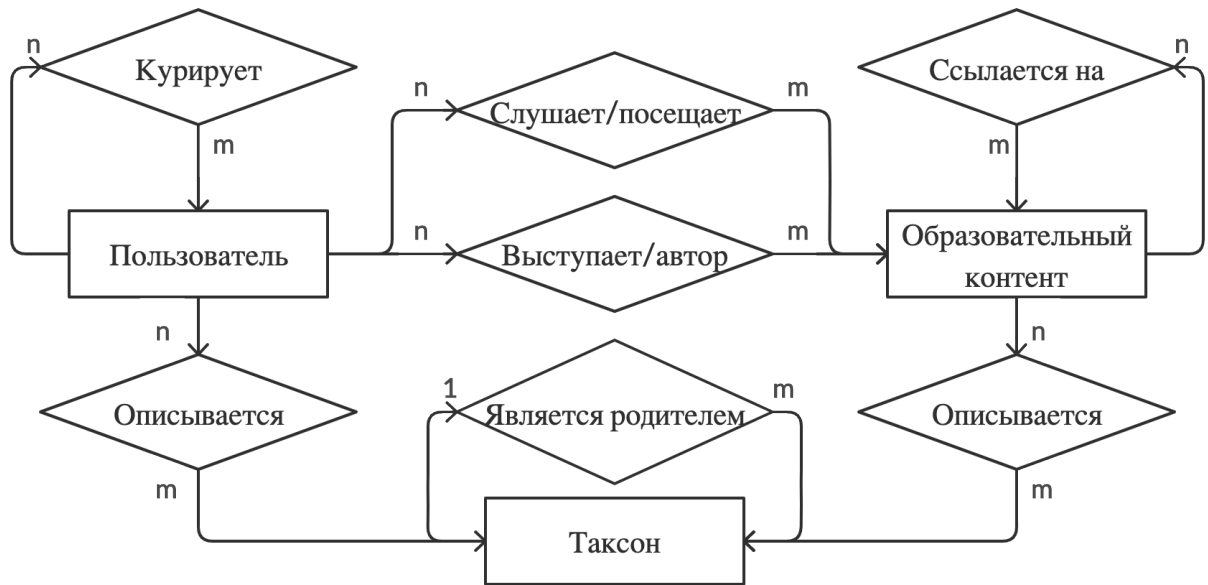 n
Курирует
m
n
Слушает/посещает
m
Ссылается на
n
m
Пользователь
n
Выступает/автор
m
Образовательный
контент
n
Описывается
m
1
Является родителем
m
n
Описывается
m
Таксон